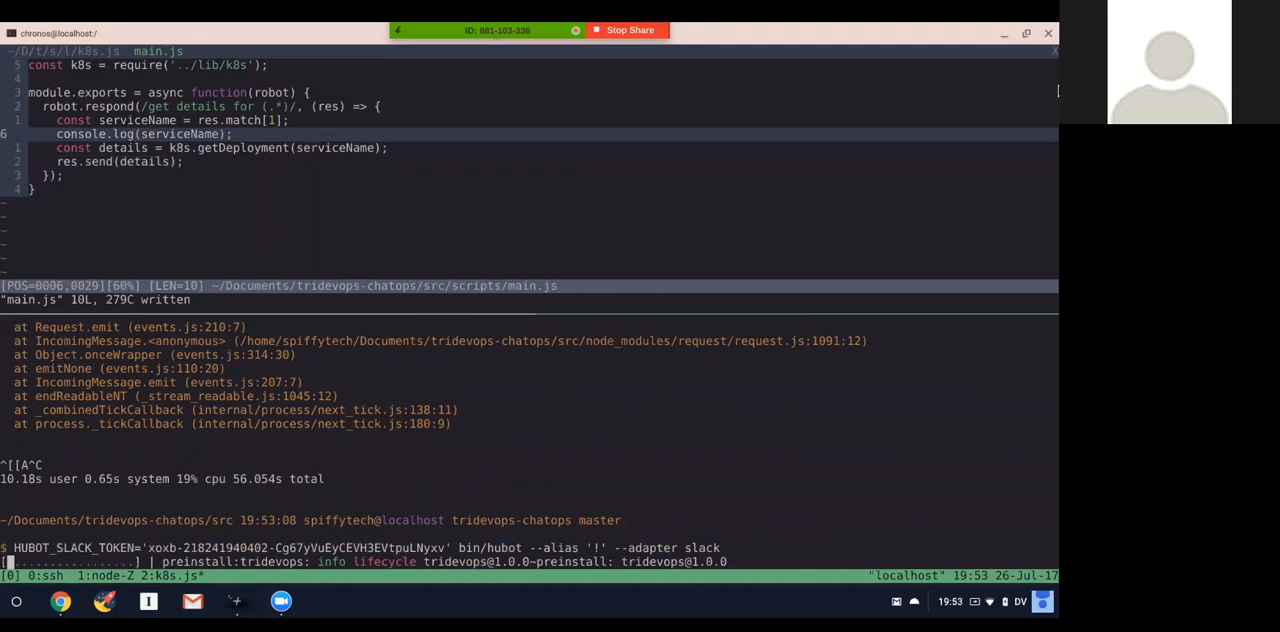 chronos@localhost:/
ID: 881-103-336
Stop Share
~/D/t/s/l/k8s.js main.js X
5 const k8s = require('../lib/k8s');
4
3 module.exports = async function(robot) {
2 robot.respond(/get details for (.*)/, (res) => {
1 const serviceName = res.match[1];
6 console.log(serviceName);
1 const details = k8s.getDeployment(serviceName);
2 res.send(details);
3 });
4 }
~
~
~
~
~
~
[POS=0006,0029][60%] [LEN=10] ~/Documents/tridevops-chatops/src/scripts/main.js
"main.js" 10L, 279C written
at Request.emit (events.js:210:7)
at IncomingMessage.<anonymous> (/home/spiffytech/Documents/tridevops-chatops/src/node_modules/request/request.js:1091:12)
at Object.onceWrapper (events.js:314:30)
at emitNone (events.js:110:20)
at IncomingMessage.emit (events.js:207:7)
at endReadableNT (_stream_readable.js:1045:12)
at _combinedTickCallback (internal/process/next_tick.js:138:11)
at process._tickCallback (internal/process/next_tick.js:180:9)
^[[A^C
10.18s user 0.65s system 19% cpu 56.054s total
~/Documents/tridevops-chatops/src 19:53:08 spiffytech@localhost tridevops-chatops master
$ HUBOT_SLACK_TOKEN='xoxb-218241940402-Cg67yVuEyCEVH3EVtpuLNyxv' bin/hubot --alias '!' --adapter slack
[ .................] | preinstall:tridevops: info lifecycle tridevops@1.0.0~preinstall: tridevops@1.0.0
[0] 0:ssh 1:node-Z 2:k8s.js* "localhost" 19:53 26-Jul-17
19:53 DV